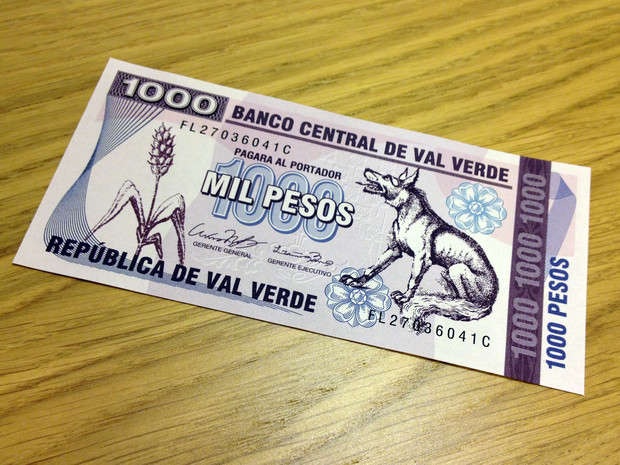 1000
BANCO CENTRAL DE VAL VERDE
FL27036041C
PAGARA AL PORTADOR
1000
MIL PESOS
GERENTE GENERAL
GERENTE EJECUTIVO
REPÚBLICA DE VAL VERDE
FL27036041C
1000 1000 1000
1000 PESOS